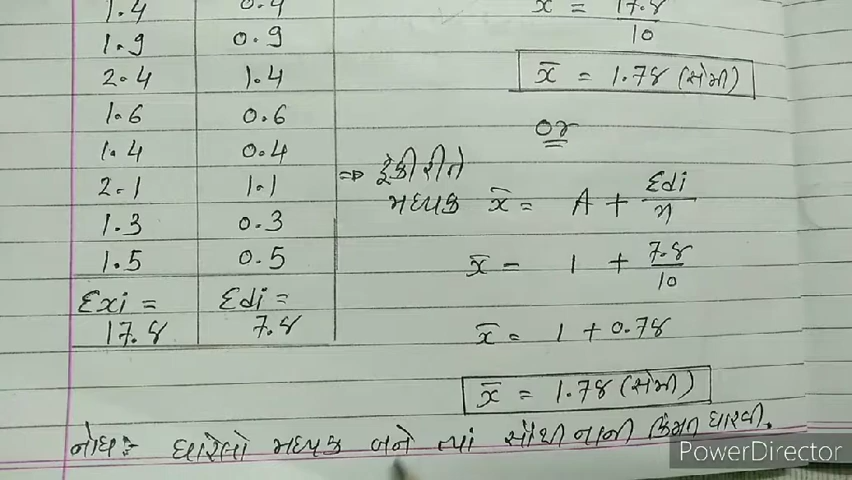 1.4 0.4 x̄ = 17.8
1.9 0.9 10
2.4 1.4 x̄ = 1.78 (સેમી)
1.6 0.6
1.4 0.4 or
2.1 1.1 ⇒ ટૂંકી રીતે
1.3 0.3 મધ્યક x̄ = A + Σdi/n
1.5 0.5 x̄ = 1 + 7.8/10
Σxi = Σdi =
17.8 7.8 x̄ = 1 + 0.78
x̄ = 1.78 (સેમી)
નોંધ:- ધારેલો મધ્યક બને ત્યાં સૌથી નાની કિંમત ધારવી.
PowerDirector